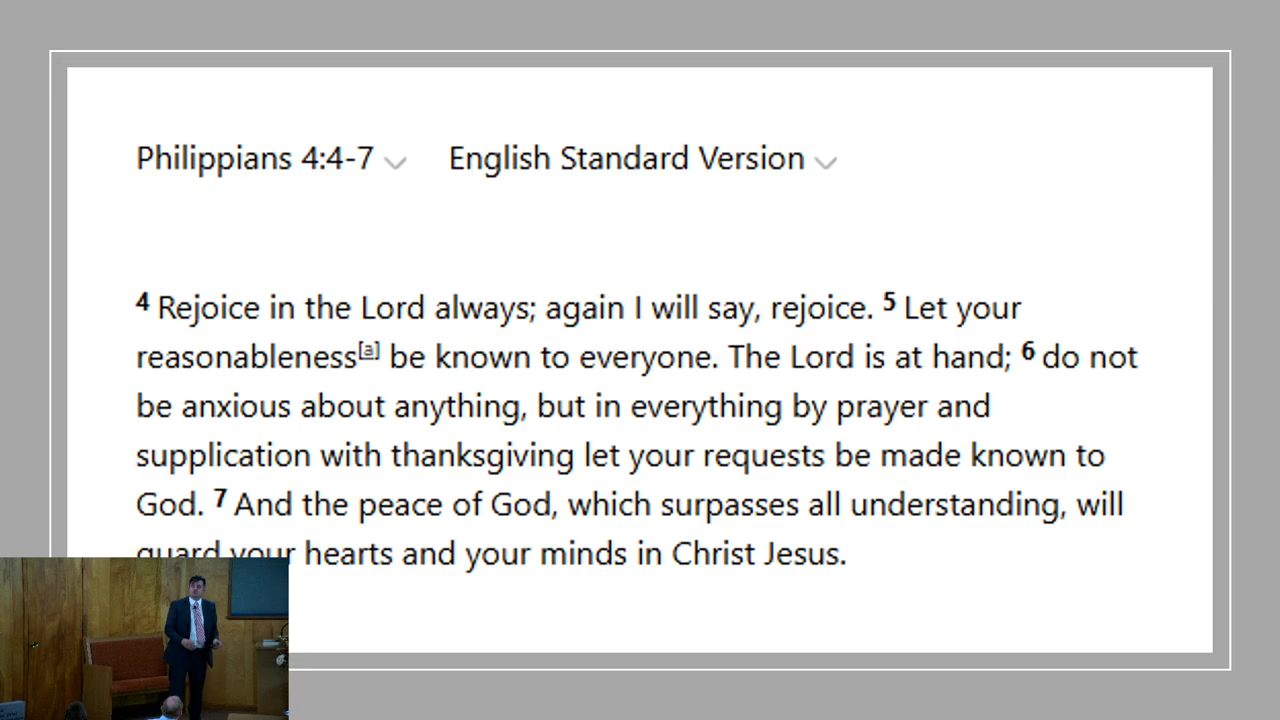 Philippians 4:4-7 English Standard Version
4 Rejoice in the Lord always; again I will say, rejoice. 5 Let your
reasonableness[a] be known to everyone. The Lord is at hand; 6 do not
be anxious about anything, but in everything by prayer and
supplication with thanksgiving let your requests be made known to
God. 7 And the peace of God, which surpasses all understanding, will
guard your hearts and your minds in Christ Jesus.